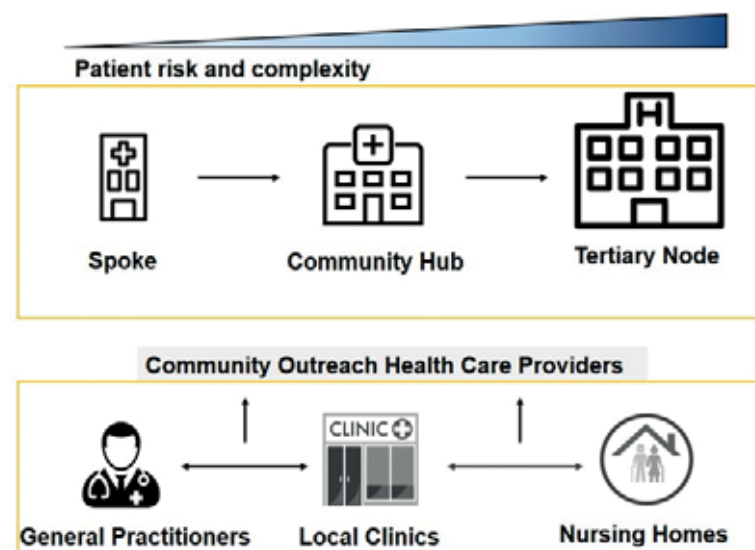 Patient risk and complexity
H
Spoke
Community Hub
Tertiary Node
Community Outreach Health Care Providers
CLINIC
General Practitioners
Local Clinics
Nursing Homes